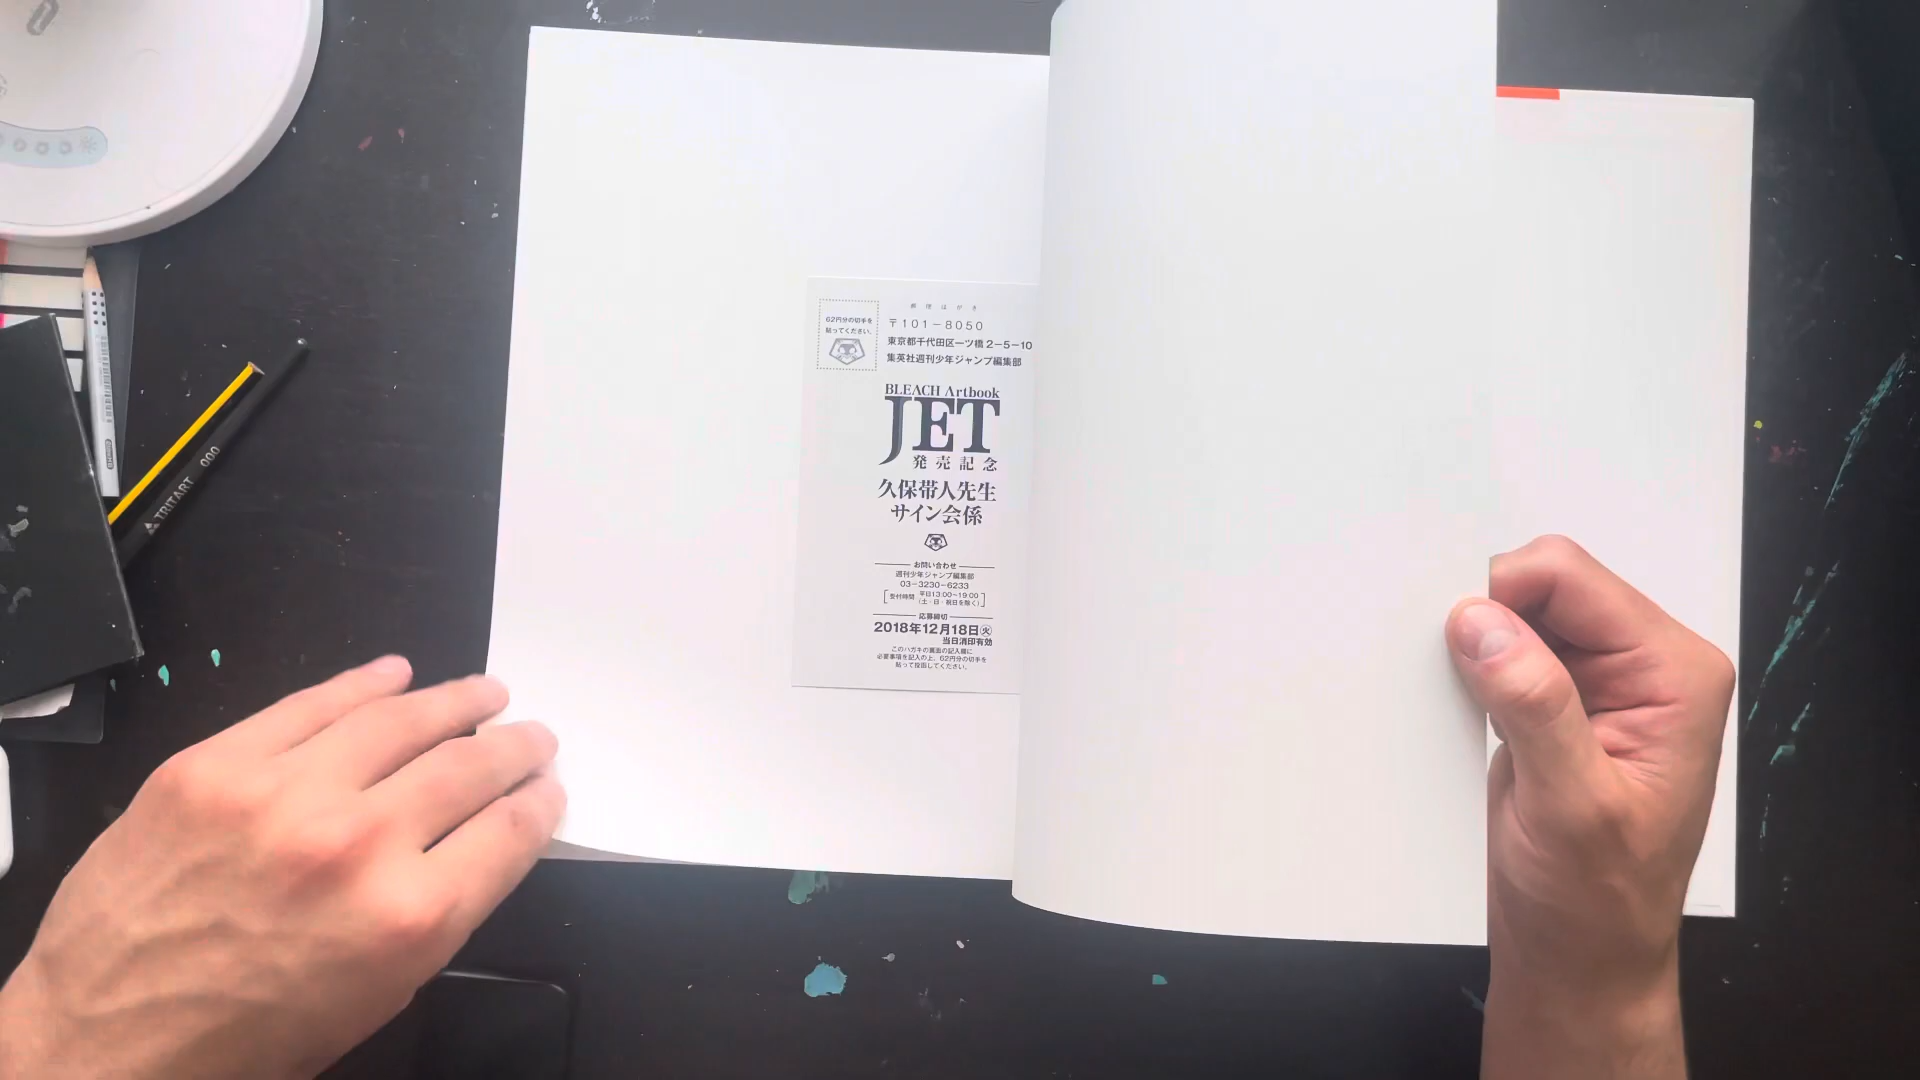 郵便はがき
62円分の切手を
貼ってください。
〒101-8050
東京都千代田区一ツ橋2-5-10
集英社週刊少年ジャンプ編集部
BLEACH Artbook
JET
発売記念
久保帯人先生
サイン会係
お問い合わせ
週刊少年ジャンプ編集部
03-3230-6233
受付時間 平日13:00~19:00
(土・日・祝日を除く)
応募締切
2018年12月18日㊋
当日消印有効
このハガキの裏面の記入欄に
必要事項を記入の上、62円分の切手を
貼って投函してください。
TRITART 000